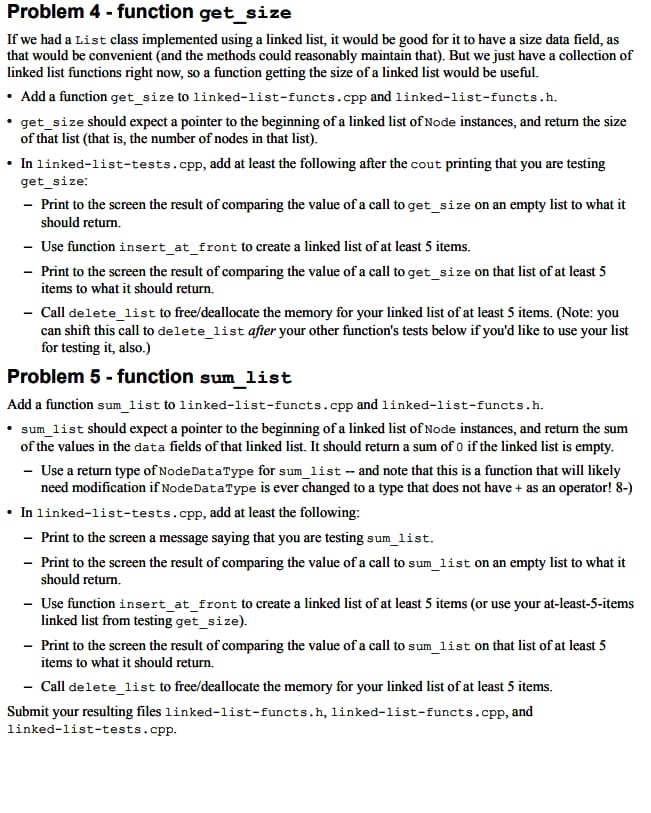 Problem 4 - function get_size
If we had a List class implemented using a linked list, it would be good for it to have a size data field, as
that would be convenient (and the methods could reasonably maintain that). But we just have a collection of
linked list functions right now, so a function getting the size of a linked list would be useful.
• Add a function get_size to linked-list-functs.cpp and linked-list-functs.h.
• get_size should expect a pointer to the beginning of a linked list of Node instances, and return the size
of that list (that is, the number of nodes in that list).
• In linked-list-tests.cpp, add at least the following after the cout printing that you are testing
get_size:
– Print to the screen the result of comparing the value of a call to get_size on an empty list to what it
should return.
– Use function insert_at_front to create a linked list of at least 5 items.
– Print to the screen the result of comparing the value of a call to get_size on that list of at least 5
items to what it should return.
– Call delete_list to free/deallocate the memory for your linked list of at least 5 items. (Note: you
can shift this call to delete_list after your other function's tests below if you'd like to use your list
for testing it, also.)
Problem 5 - function sum_list
Add a function sum_list to linked-list-functs.cpp and linked-list-functs.h.
• sum_list should expect a pointer to the beginning of a linked list of Node instances, and return the sum
of the values in the data fields of that linked list. It should return a sum of 0 if the linked list is empty.
– Use a return type of NodeDataType for sum_list -- and note that this is a function that will likely
need modification if NodeDataType is ever changed to a type that does not have + as an operator! 8-)
• In linked-list-tests.cpp, add at least the following:
– Print to the screen a message saying that you are testing sum_list.
– Print to the screen the result of comparing the value of a call to sum_list on an empty list to what it
should return.
– Use function insert_at_front to create a linked list of at least 5 items (or use your at-least-5-items
linked list from testing get_size).
– Print to the screen the result of comparing the value of a call to sum_list on that list of at least 5
items to what it should return.
– Call delete_list to free/deallocate the memory for your linked list of at least 5 items.
Submit your resulting files linked-list-functs.h, linked-list-functs.cpp, and
linked-list-tests.cpp.